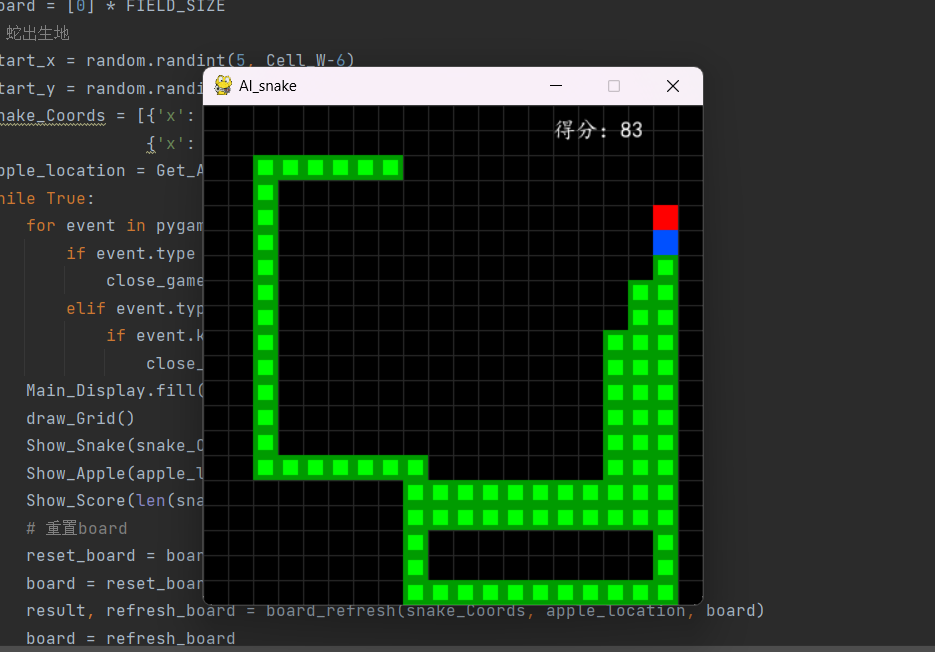 oard = [0] * FIELD_SIZE
蛇出生地
tart_x = random.randint(5, Cell_W-6)
tart_y = random.randi
nake_Coords = [{'x':
{'x':
pple_location = Get_A
hile True:
for event in pygam
if event.type
close_game
elif event.typ
if event.k
close_
Main_Display.fill(
draw_Grid()
Show_Snake(snake_C
Show_Apple(apple_l
Show_Score(len(sna
# 重置board
reset_board = boar
board = reset_boar
result, refresh_board = board_refresh(snake_Coords, apple_location, board)
board = refresh_board
AI_snake
得分: 83